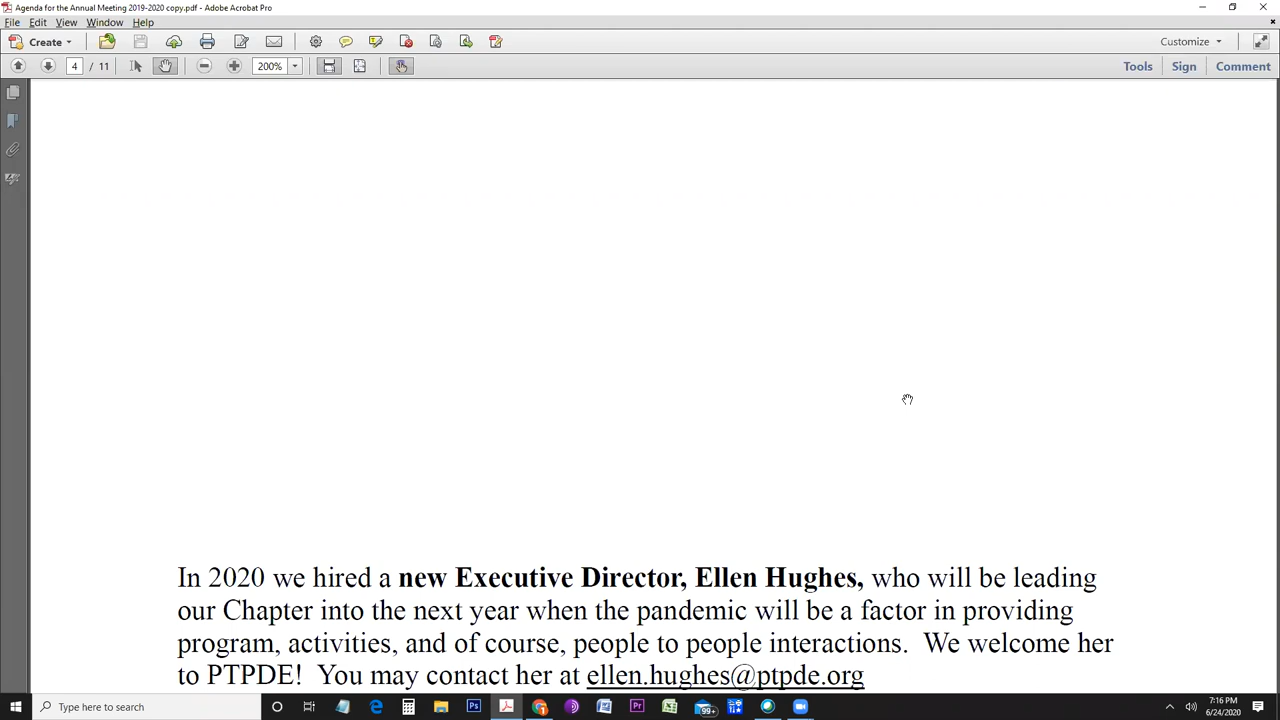 Agenda for the Annual Meeting 2019-2020 copy.pdf - Adobe Acrobat Pro
File Edit View Window Help
Create Customize
4 / 11 200% Tools Sign Comment
In 2020 we hired a new Executive Director, Ellen Hughes, who will be leading
our Chapter into the next year when the pandemic will be a factor in providing
program, activities, and of course, people to people interactions. We welcome her
to PTPDE! You may contact her at ellen.hughes@ptpde.org
Type here to search
99+
7:16 PM
6/24/2020